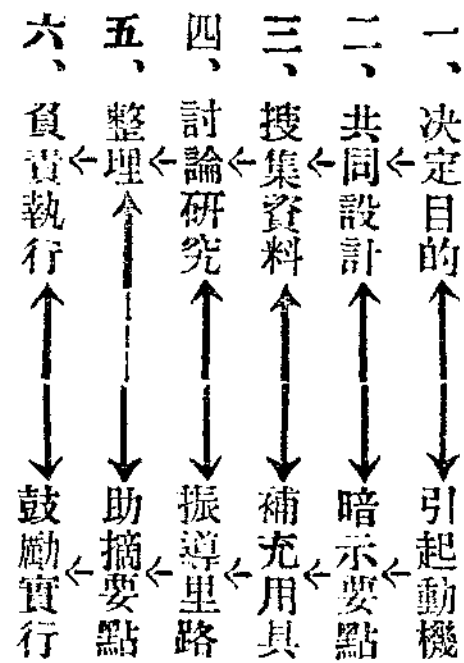 一、決定目的
引起動機
二、共同設計
暗示要點
三、搜集資料
補充用具
四、討論研究
振導里路
五、整理
助摘要點
六、負責執行
鼓勵實行